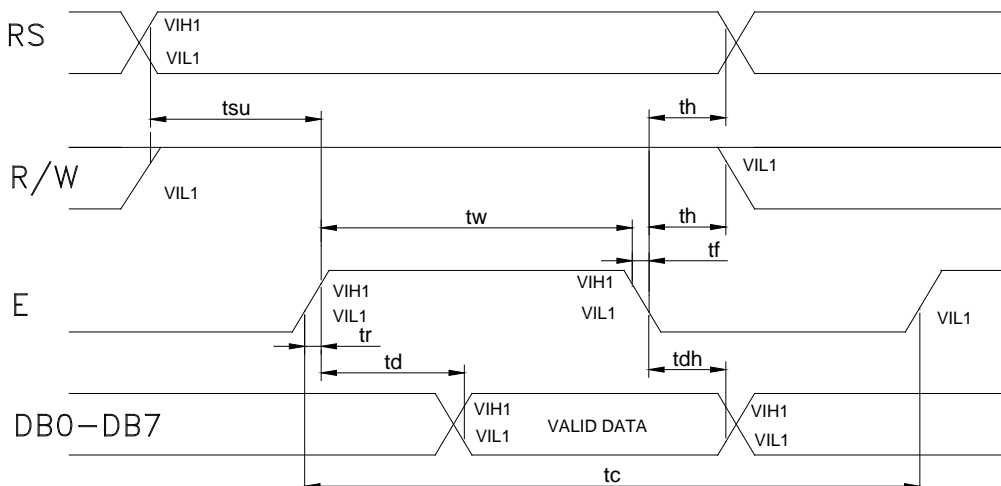 RS
VIH1
VIL1
tsu
th
R/W
VIL1
VIL1
tw
th
tf
E
VIH1
VIL1
VIH1
VIL1
VIL1
tr
td
tdh
DB0-DB7
VIH1
VIL1
VALID DATA
VIH1
VIL1
tc